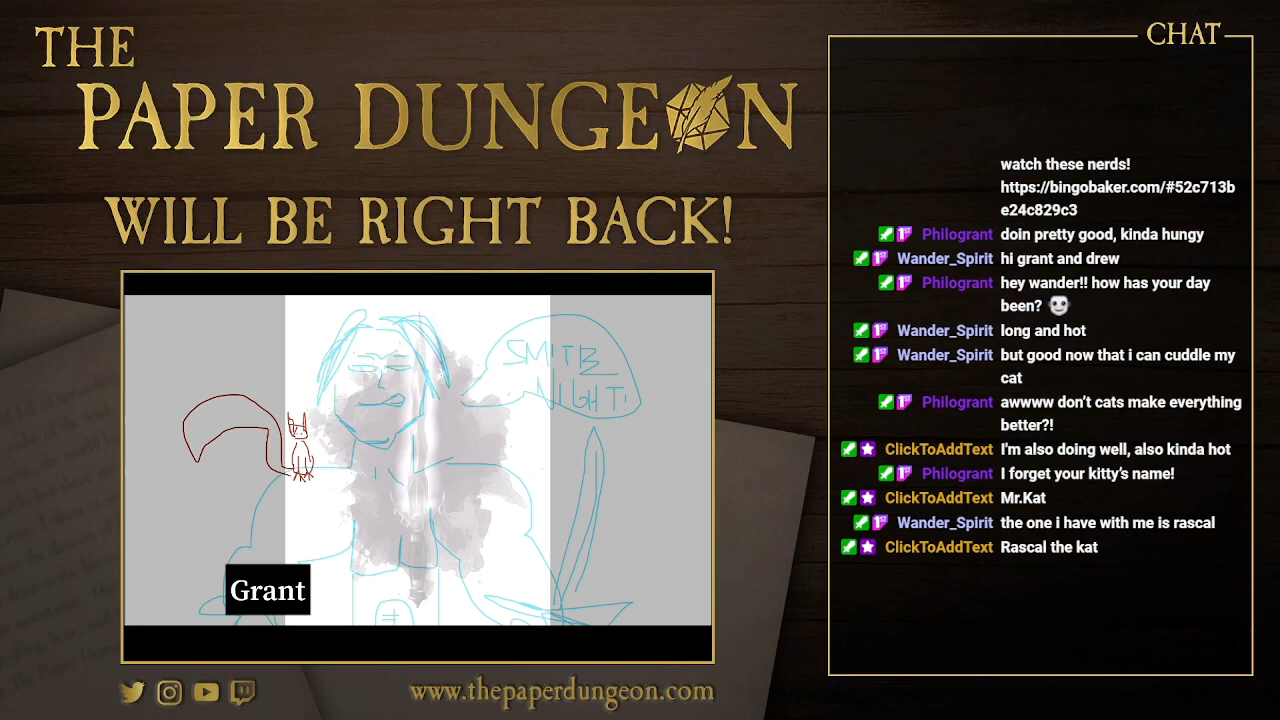 THE
PAPER DUNGEON
WILL BE RIGHT BACK!
SMITE
NIGHT!
Grant
www.thepaperdungeon.com
CHAT
watch these nerds!
https://bingobaker.com/#52c713b
e24c829c3
Philogrant doin pretty good, kinda hungy
Wander_Spirit hi grant and drew
Philogrant hey wander!! how has your day
been?
Wander_Spirit long and hot
Wander_Spirit but good now that i can cuddle my
cat
Philogrant awwww don't cats make everything
better?!
ClickToAddText I'm also doing well, also kinda hot
Philogrant I forget your kitty's name!
ClickToAddText Mr.Kat
Wander_Spirit the one i have with me is rascal
ClickToAddText Rascal the kat